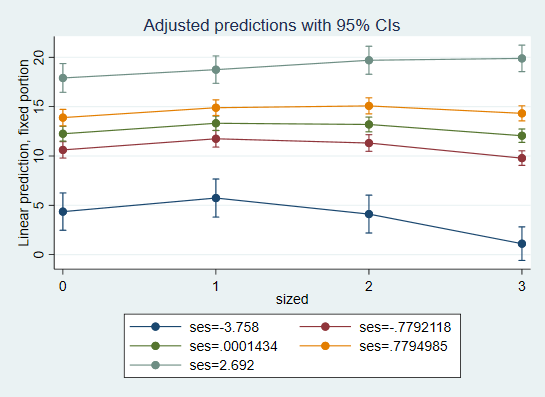 Adjusted predictions with 95% CIs
Linear prediction, fixed portion
20
15
10
5
0
0 1 2 3
sized
ses=-3.758 ses=-.7792118
ses=.0001434 ses=.7794985
ses=2.692